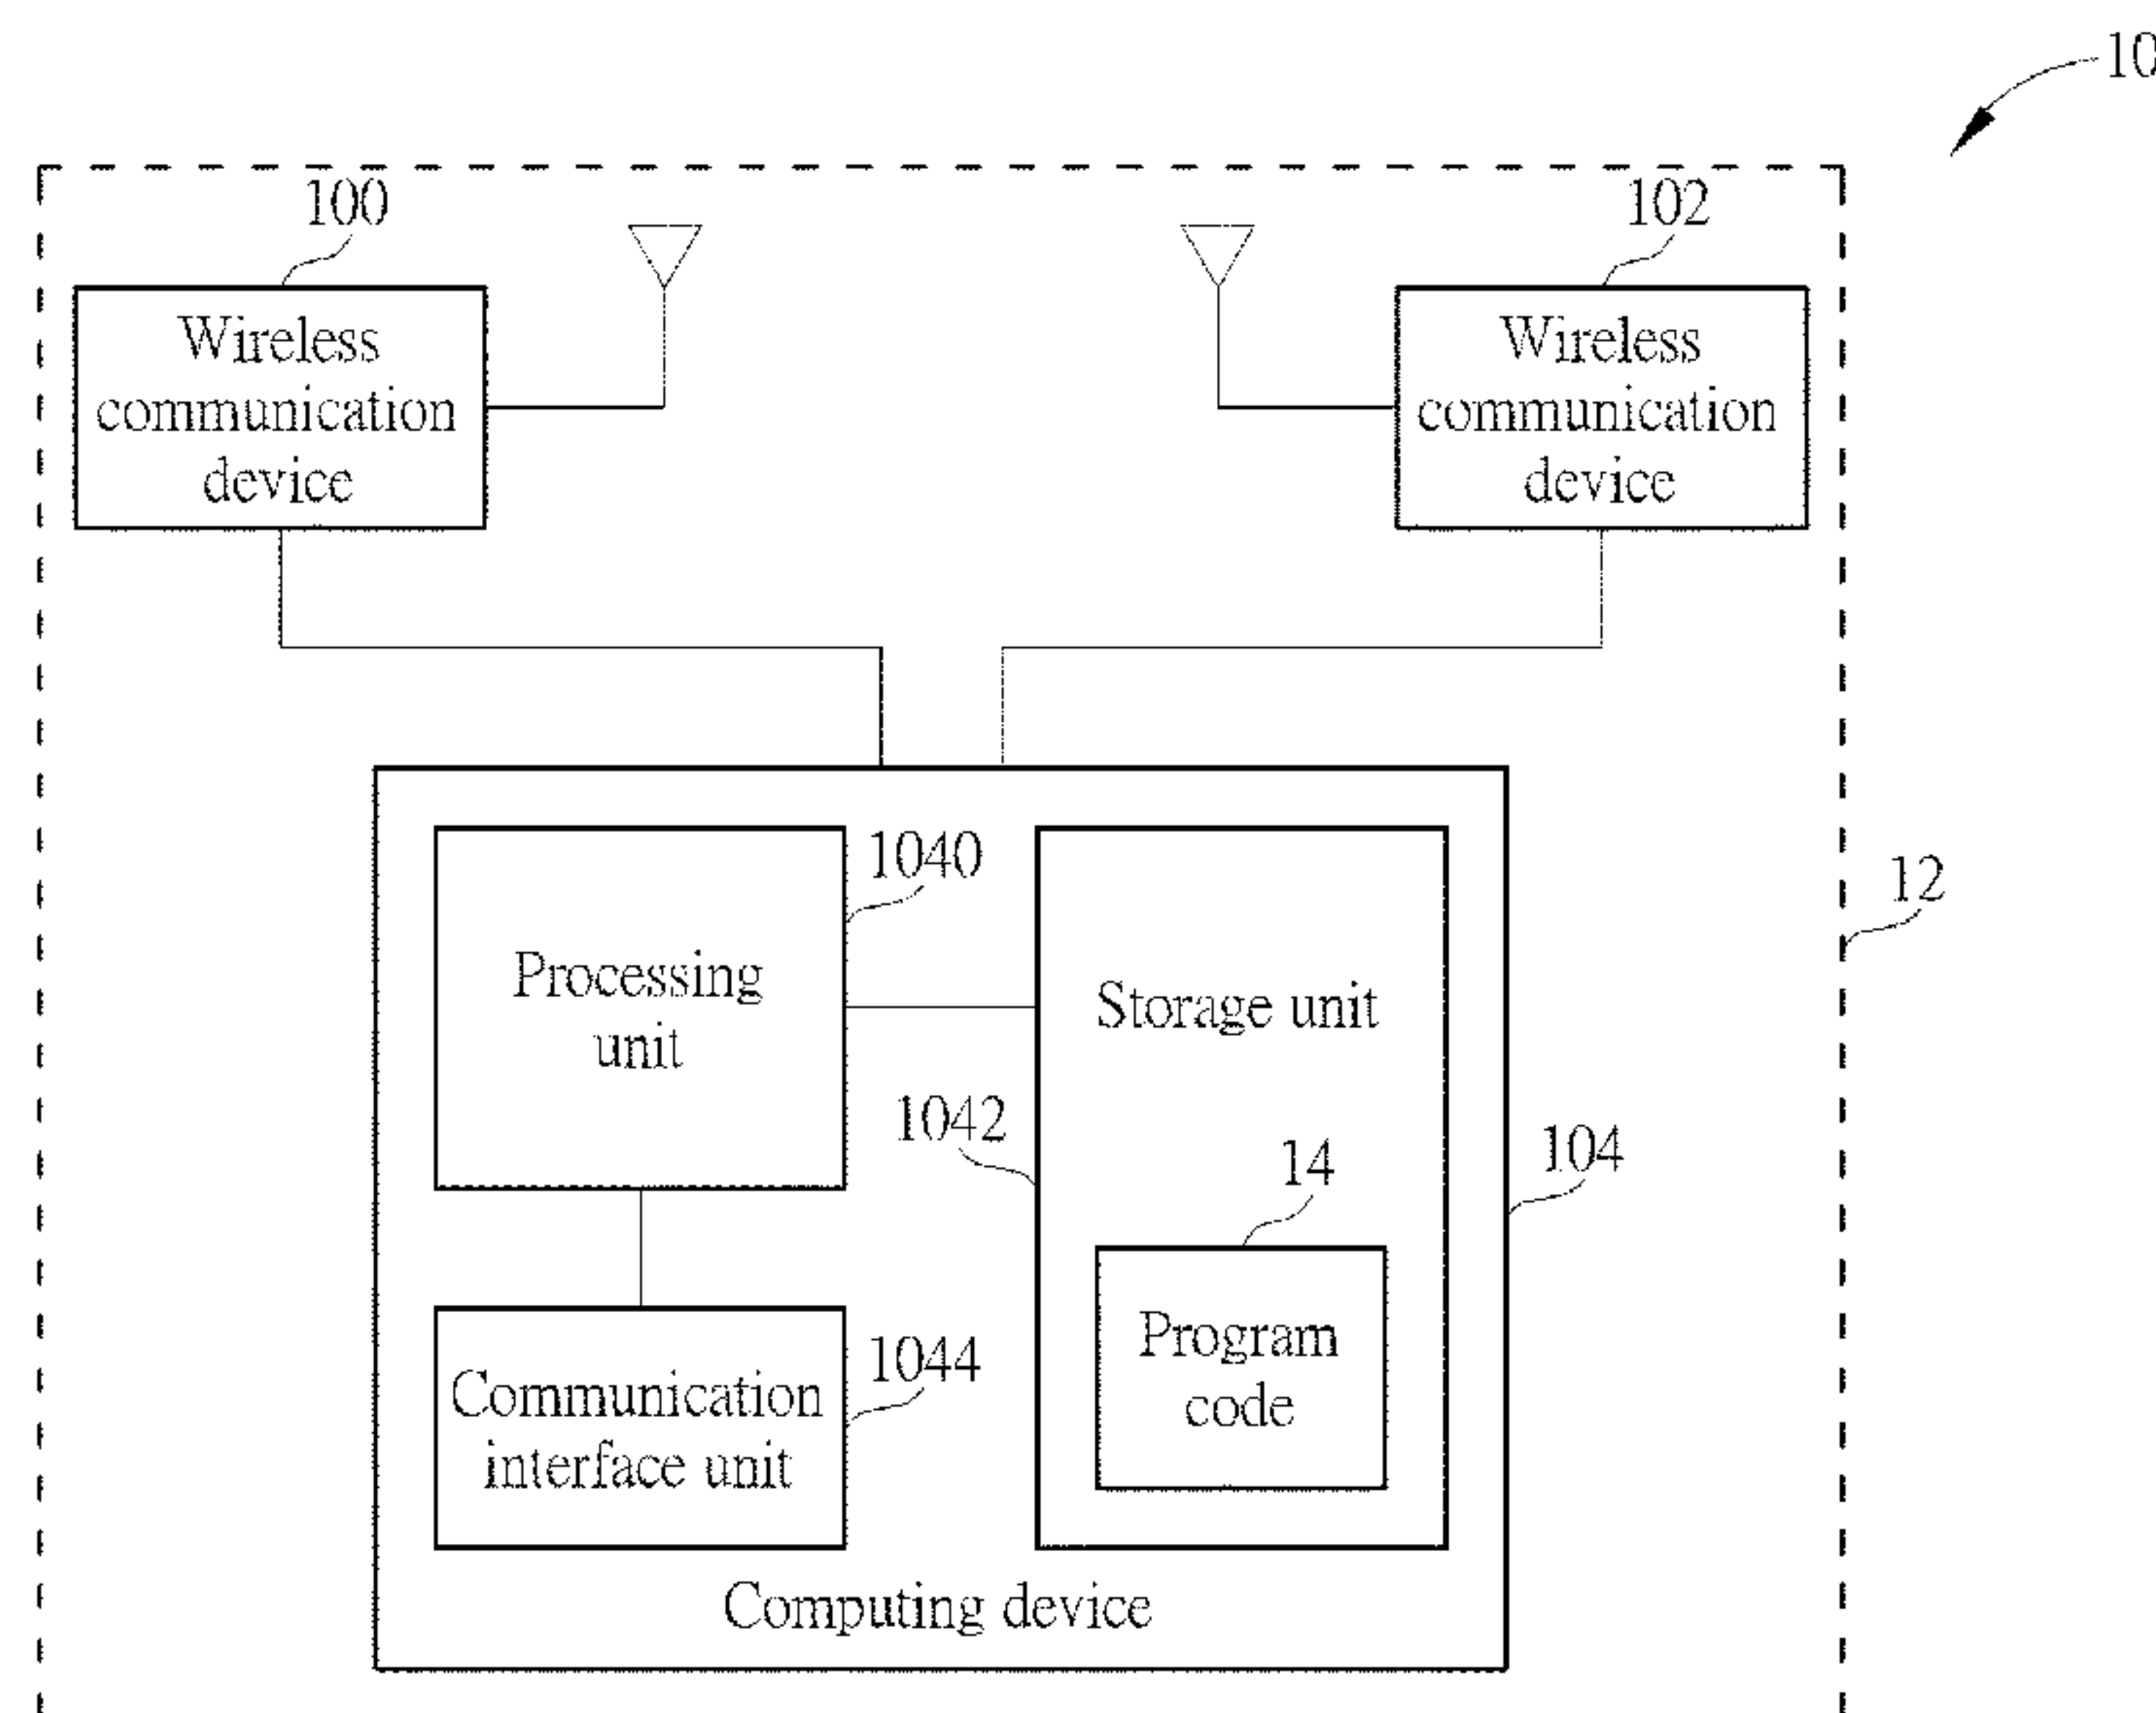 10
100
102
Wireless
communication
device
Wireless
communication
device
1040
12
Processing
unit
Storage unit
1042
104
14
Program
code
1044
Communication
interface unit
Computing device